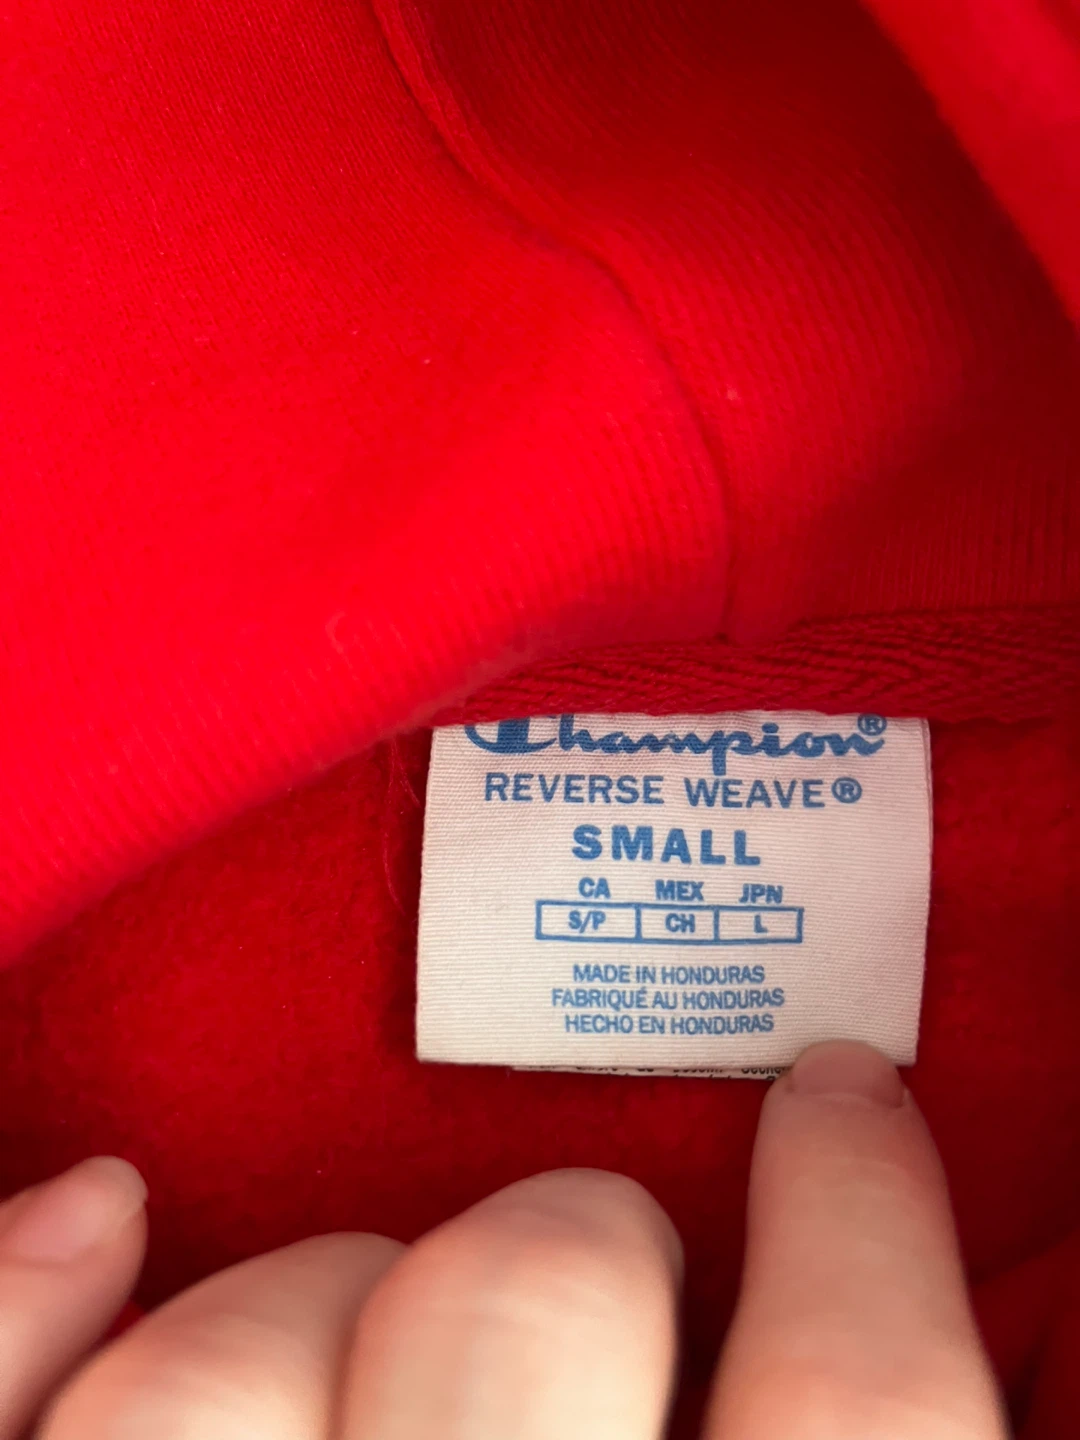 Champion®
REVERSE WEAVE®
SMALL
CA MEX JPN
S/P CH L
MADE IN HONDURAS
FABRIQUÉ AU HONDURAS
HECHO EN HONDURAS